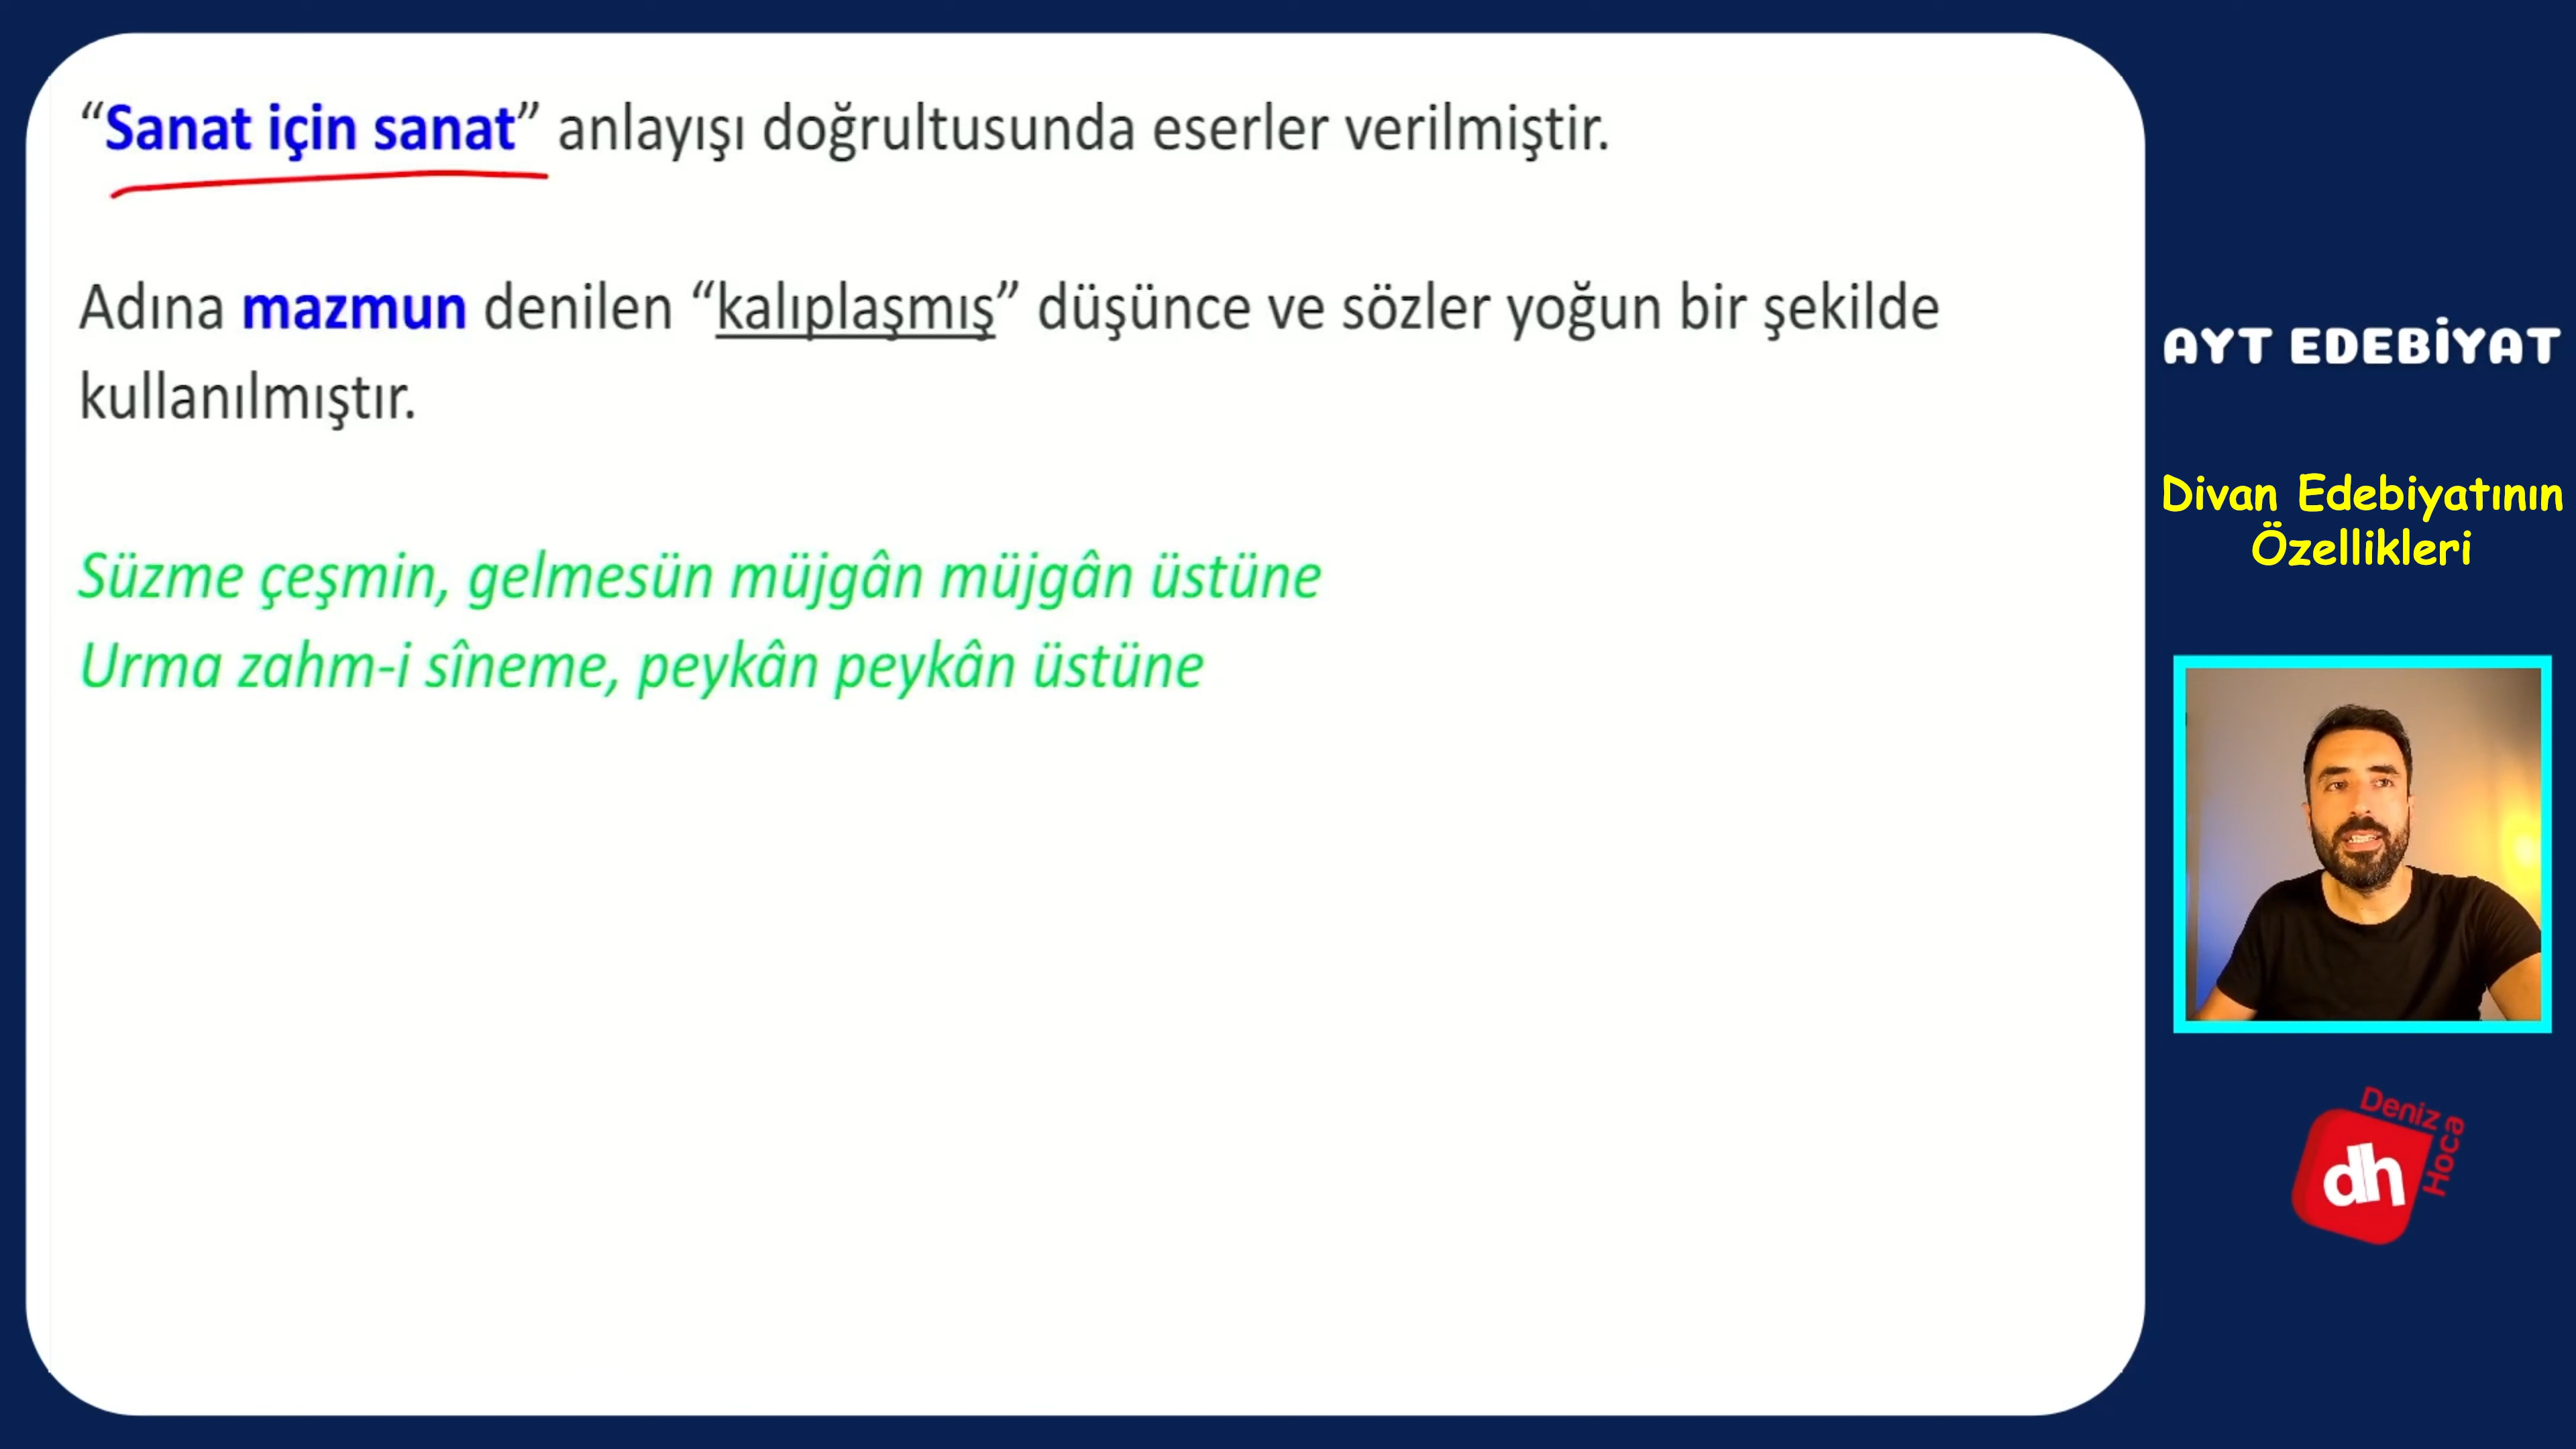 “Sanat için sanat” anlayışı doğrultusunda eserler verilmiştir.
Adına mazmun denilen “kalıplaşmış” düşünce ve sözler yoğun bir şekilde
kullanılmıştır.
Süzme çeşmin, gelmesün müjgân müjgân üstüne
Urma zahm-i sîneme, peykân peykân üstüne
AYT EDEBİYAT
Divan Edebiyatının
Özellikleri
Deniz
Hoca
dh